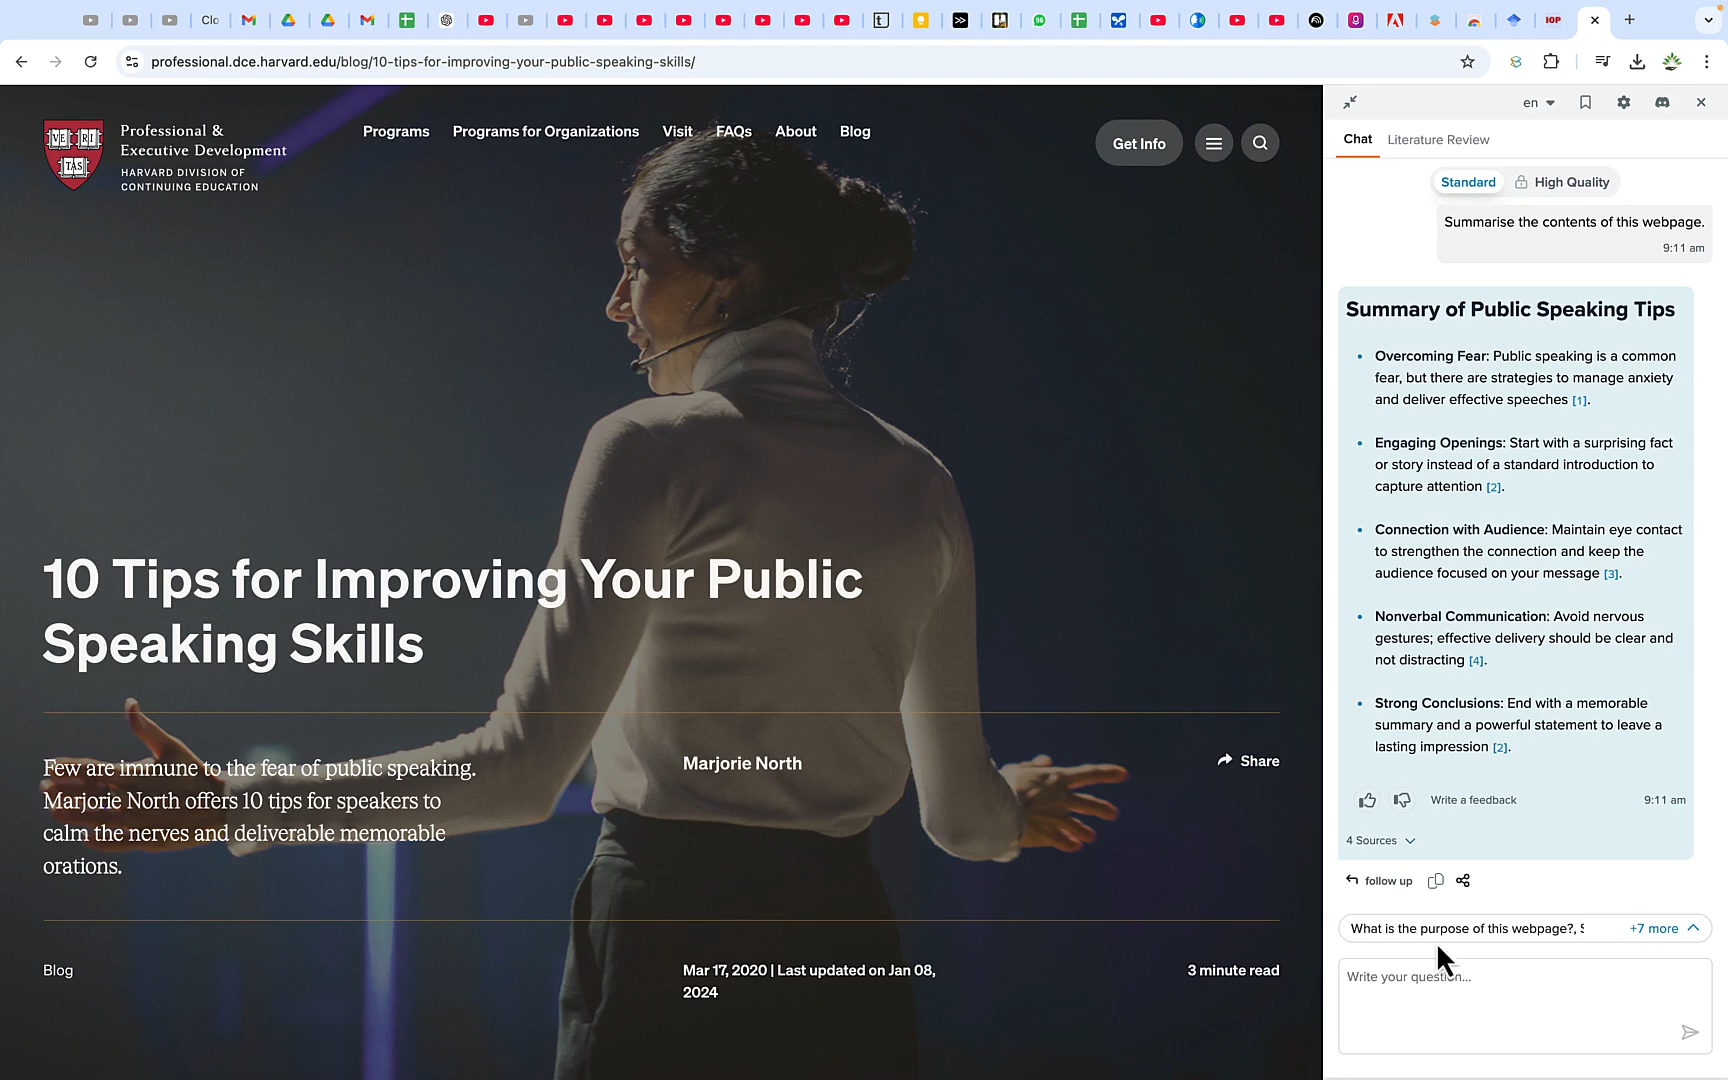 Clo
IOP
professional.dce.harvard.edu/blog/10-tips-for-improving-your-public-speaking-skills/
VE RI
TAS
Professional &
Executive Development
HARVARD DIVISION OF
CONTINUING EDUCATION
Programs
Programs for Organizations
Visit
FAQs
About
Blog
Get Info
10 Tips for Improving Your Public
Speaking Skills
Few are immune to the fear of public speaking.
Marjorie North offers 10 tips for speakers to
calm the nerves and deliverable memorable
orations.
Marjorie North
Share
Blog
Mar 17, 2020 | Last updated on Jan 08,
2024
3 minute read
en
Chat
Literature Review
Standard
High Quality
Summarise the contents of this webpage.
9:11 am
Summary of Public Speaking Tips
• Overcoming Fear: Public speaking is a common
fear, but there are strategies to manage anxiety
and deliver effective speeches [1].
• Engaging Openings: Start with a surprising fact
or story instead of a standard introduction to
capture attention [2].
• Connection with Audience: Maintain eye contact
to strengthen the connection and keep the
audience focused on your message [3].
• Nonverbal Communication: Avoid nervous
gestures; effective delivery should be clear and
not distracting [4].
• Strong Conclusions: End with a memorable
summary and a powerful statement to leave a
lasting impression [2].
Write a feedback
9:11 am
4 Sources
follow up
What is the purpose of this webpage?,
+7 more
Write your question...